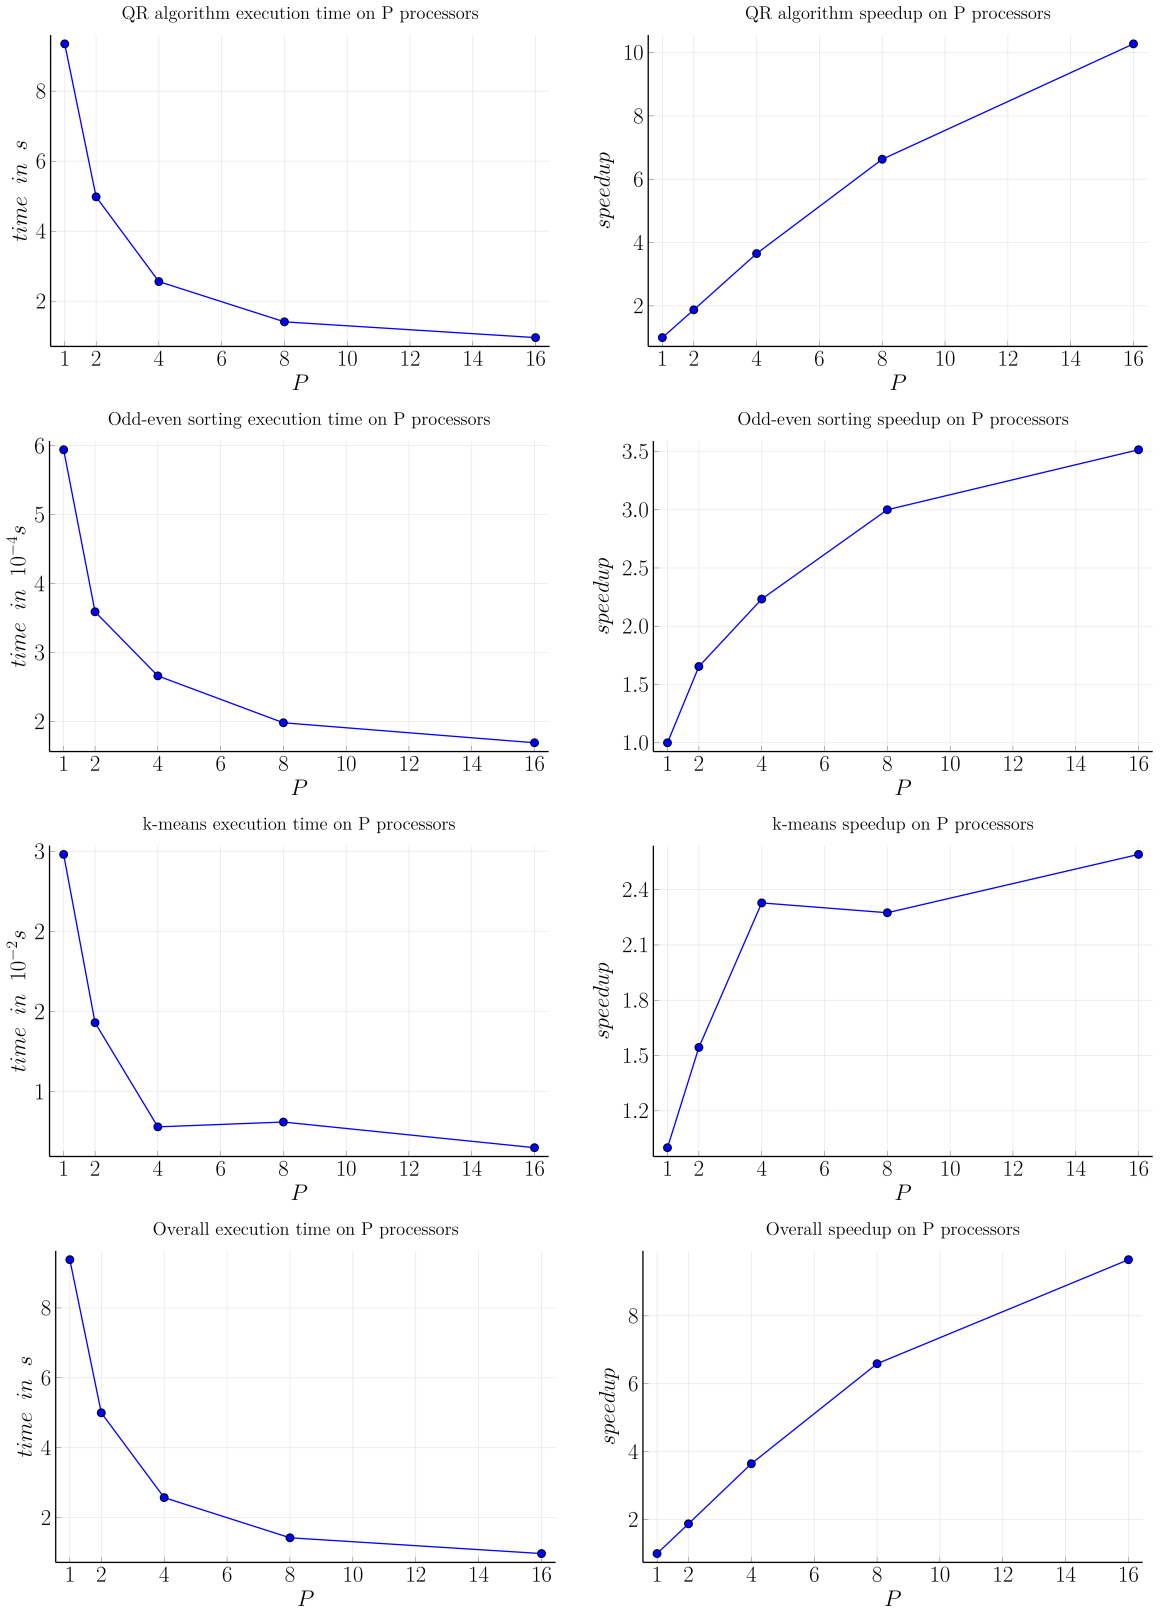 QR algorithm execution time on P processors
time in s
8
6
4
2
1 2 4 6 8 10 12 14 16
P
QR algorithm speedup on P processors
speedup
10
8
6
4
2
1 2 4 6 8 10 12 14 16
P
Odd-even sorting execution time on P processors
time in 10⁻⁴s
6
5
4
3
2
1 2 4 6 8 10 12 14 16
P
Odd-even sorting speedup on P processors
speedup
3.5
3.0
2.5
2.0
1.5
1.0
1 2 4 6 8 10 12 14 16
P
k-means execution time on P processors
time in 10⁻²s
3
2
2
1
1 2 4 6 8 10 12 14 16
P
k-means speedup on P processors
speedup
2.4
2.1
1.8
1.5
1.2
1 2 4 6 8 10 12 14 16
P
Overall execution time on P processors
time in s
8
6
4
2
1 2 4 6 8 10 12 14 16
P
Overall speedup on P processors
speedup
8
6
4
2
1 2 4 6 8 10 12 14 16
P